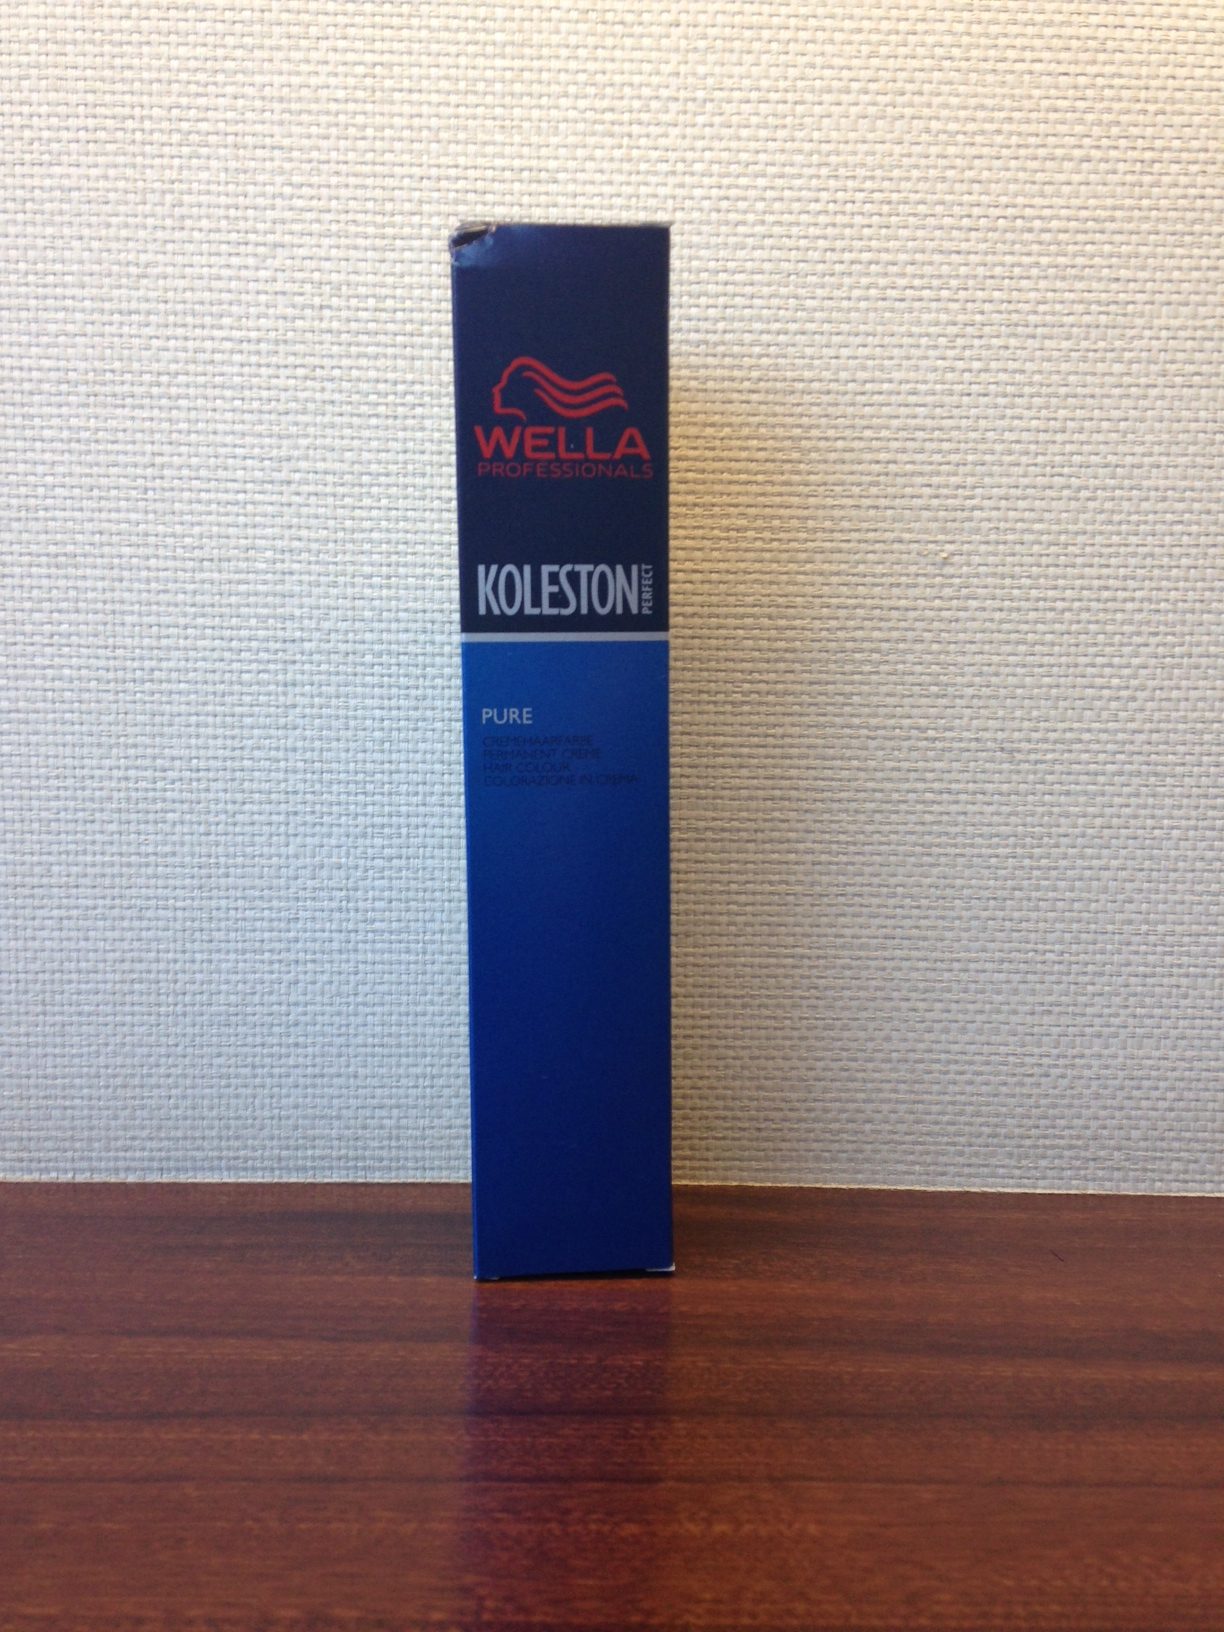 WELLA
PROFESSIONALS
KOLESTON
PERFECT
PURE
CREMEHAARFARBE
PERMANENT CREME
HAIR COLOUR
COLORAZIONE IN CREMA